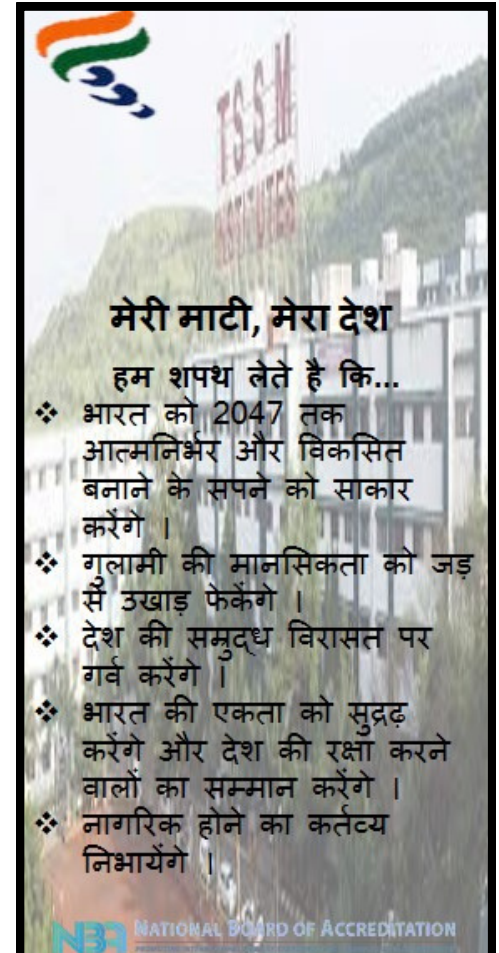 TSSM
INSTITUTES
मेरी माटी, मेरा देश
हम शपथ लेते है कि...
❖ भारत को 2047 तक
आत्मनिर्भर और विकसित
बनाने के सपने को साकार
करेंगे ।
❖ गुलामी की मानसिकता को जड़
से उखाड़ फेकेंगे ।
❖ देश की सम्रुद्ध विरासत पर
गर्व करेंगे ।
❖ भारत की एकता को सुद्रढ़
करेंगे और देश की रक्षा करने
वालों का सम्मान करेंगे ।
❖ नागरिक होने का कर्तव्य
निभायेंगे ।
NBA NATIONAL BOARD OF ACCREDITATION